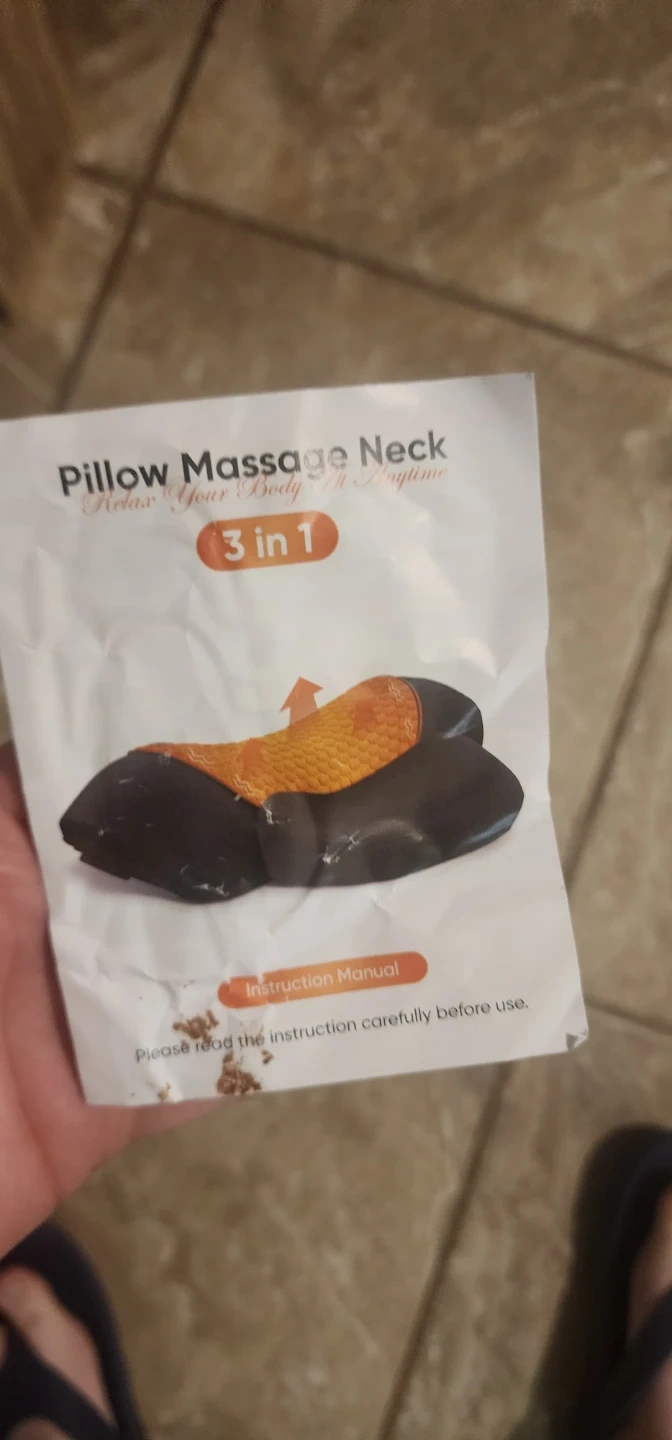 Pillow Massage Neck
Relax Your Body At Anytime
3 in 1
Instruction Manual
Please read the instruction carefully before use.